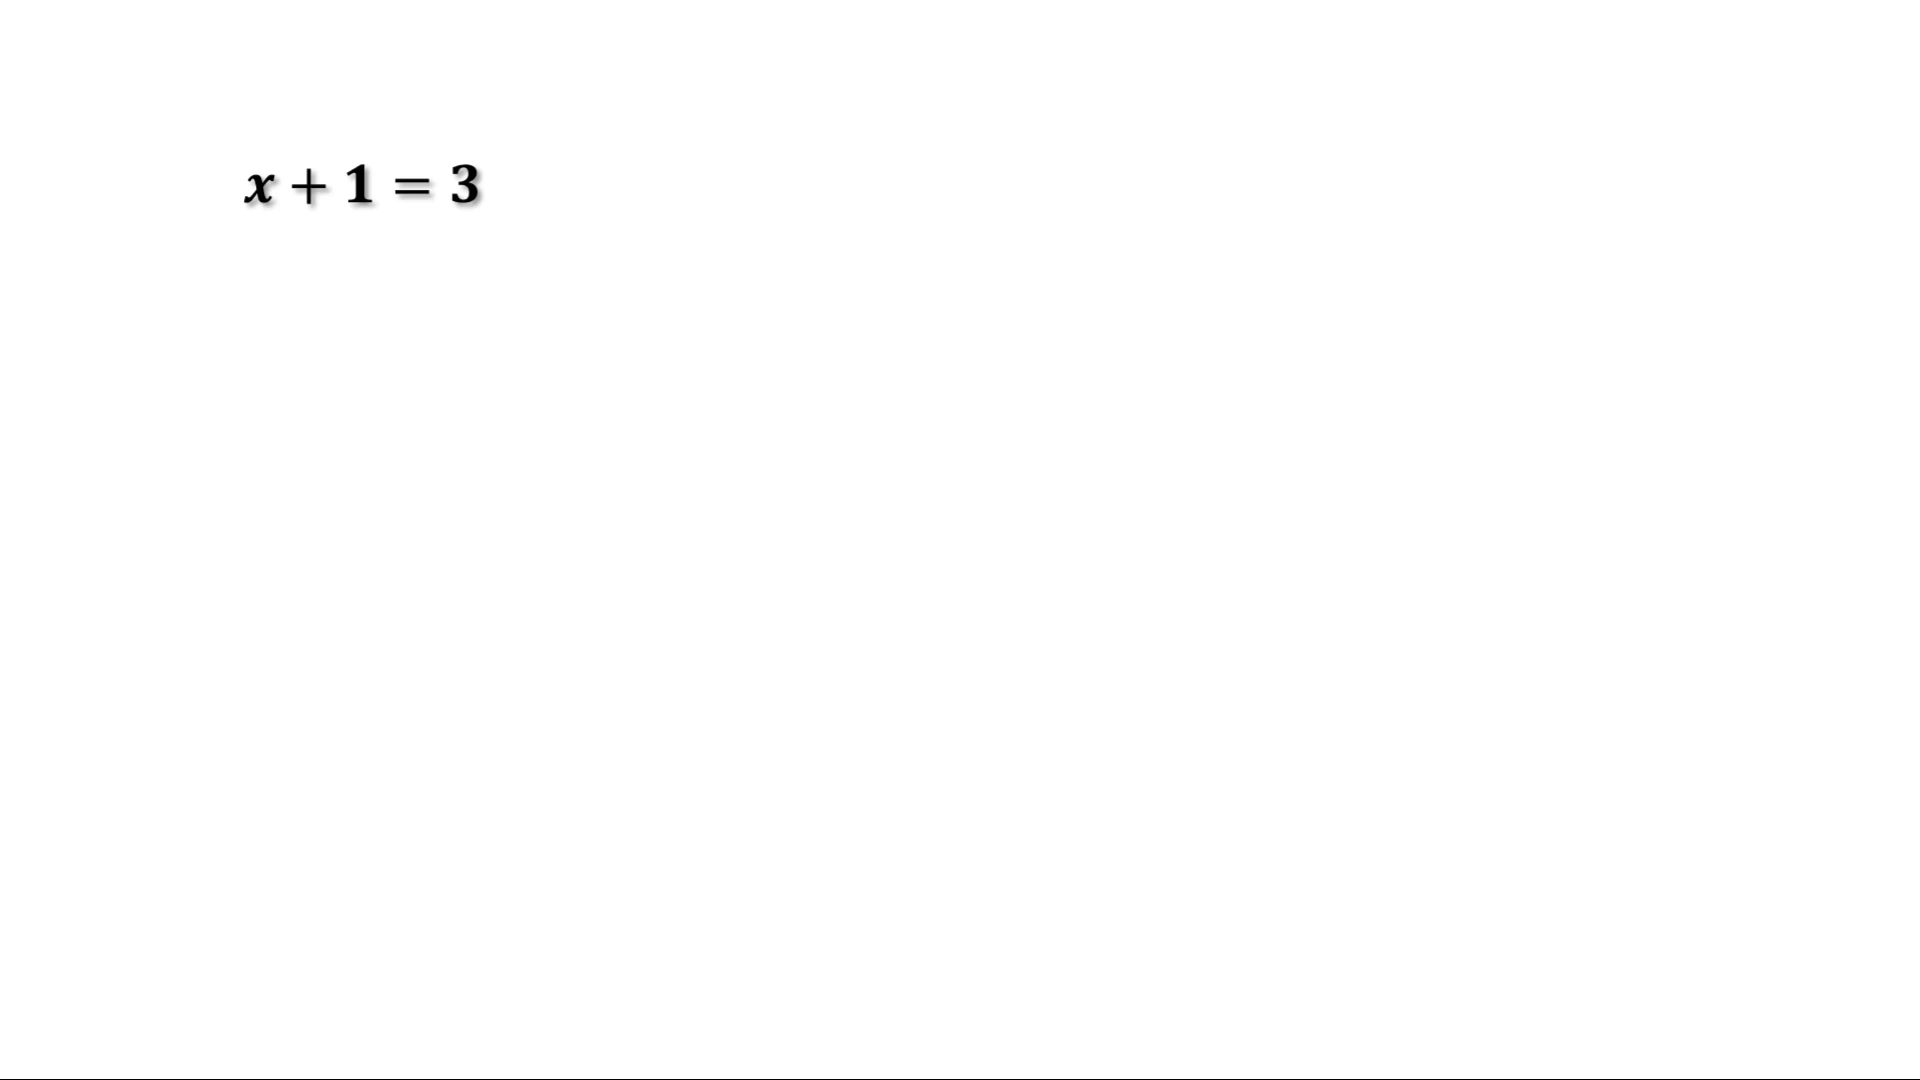 x + 1 = 3